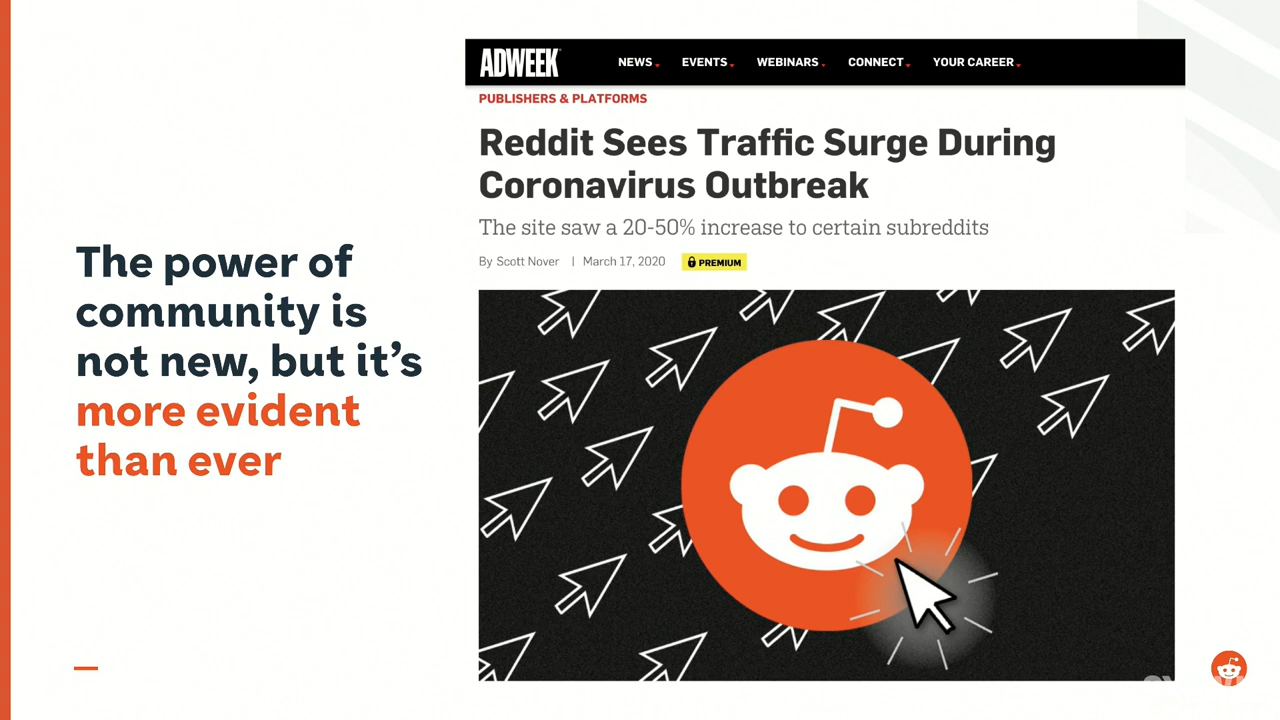 The power of
community is
not new, but it's
more evident
than ever
ADWEEK
NEWS EVENTS WEBINARS CONNECT YOUR CAREER
PUBLISHERS & PLATFORMS
Reddit Sees Traffic Surge During
Coronavirus Outbreak
The site saw a 20-50% increase to certain subreddits
By Scott Nover | March 17, 2020 PREMIUM